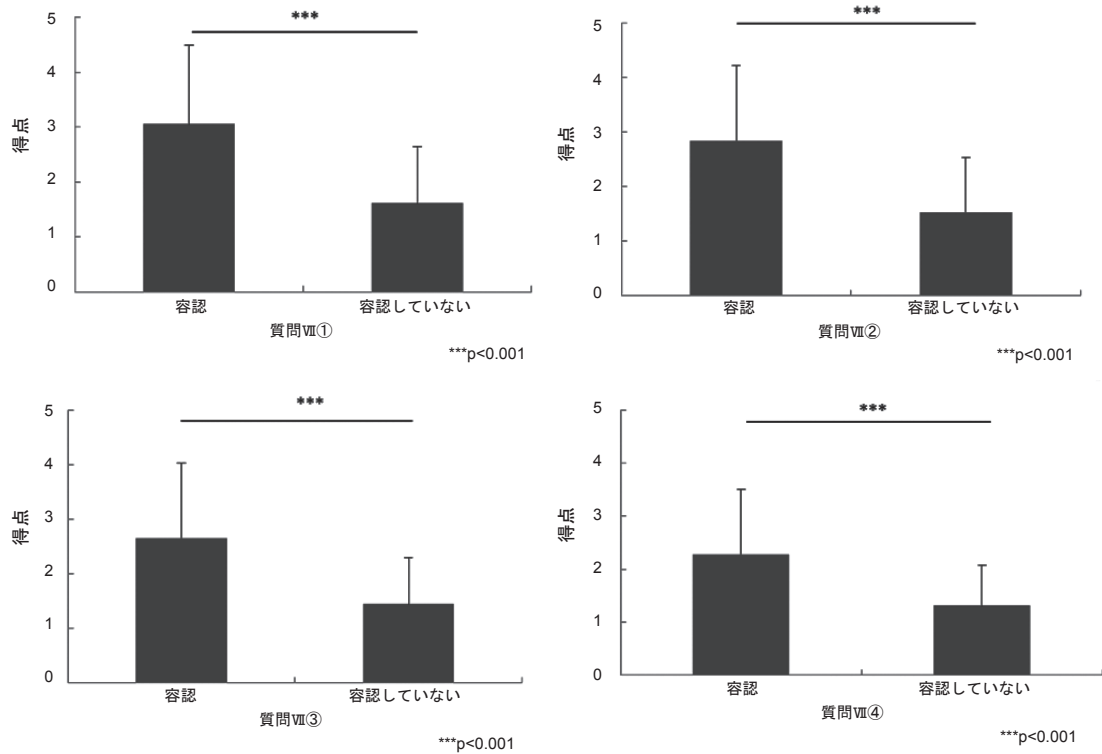 ***
5
4
3
2
1
0
得点
容認
容認していない
質問Ⅶ①
***p<0.001
***
5
4
3
2
1
0
得点
容認
容認していない
質問Ⅶ②
***p<0.001
***
5
4
3
2
1
0
得点
容認
容認していない
質問Ⅶ③
***p<0.001
***
5
4
3
2
1
0
得点
容認
容認していない
質問Ⅶ④
***p<0.001